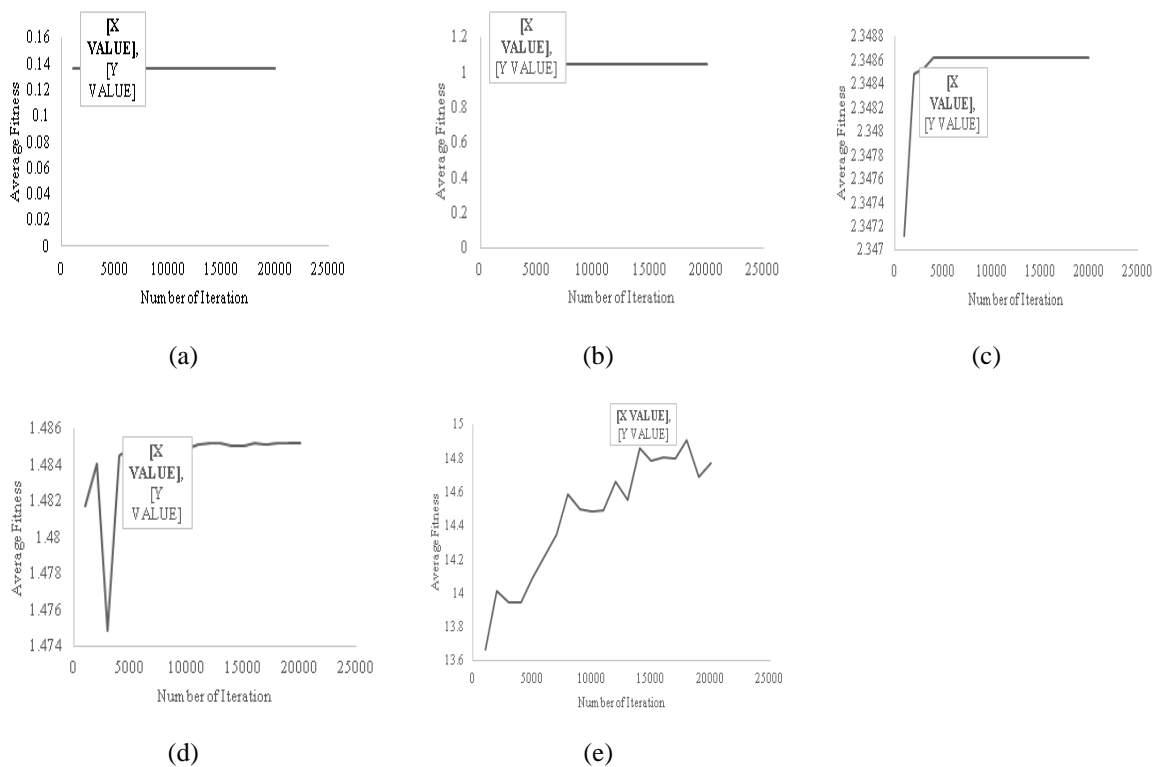 [X
VALUE],
[Y
VALUE]
0.16
0.14
0.12
0.1
0.08
0.06
0.04
0.02
0
Average Fitness
0 5000 10000 15000 20000 25000
Number of Iteration
(a)
[X
VALUE],
[Y VALUE]
1.2
1
0.8
0.6
0.4
0.2
0
Average Fitness
0 5000 10000 15000 20000 25000
Number of Iteration
(b)
2.3488
2.3486
2.3484
2.3482
2.348
2.3478
2.3476
2.3474
2.3472
2.347
Average Fitness
[X
VALUE],
[Y VALUE]
0 5000 10000 15000 20000 25000
Number of Iteration
(c)
1.486
1.484
1.482
1.48
1.478
1.476
1.474
Average Fitness
[X
VALUE],
[Y
VALUE]
0 5000 10000 15000 20000 25000
Number of Iteration
(d)
[X VALUE],
[Y VALUE]
15
14.8
14.6
14.4
14.2
14
13.8
13.6
Average Fitness
0 5000 10000 15000 20000 25000
Number of Iteration
(e)